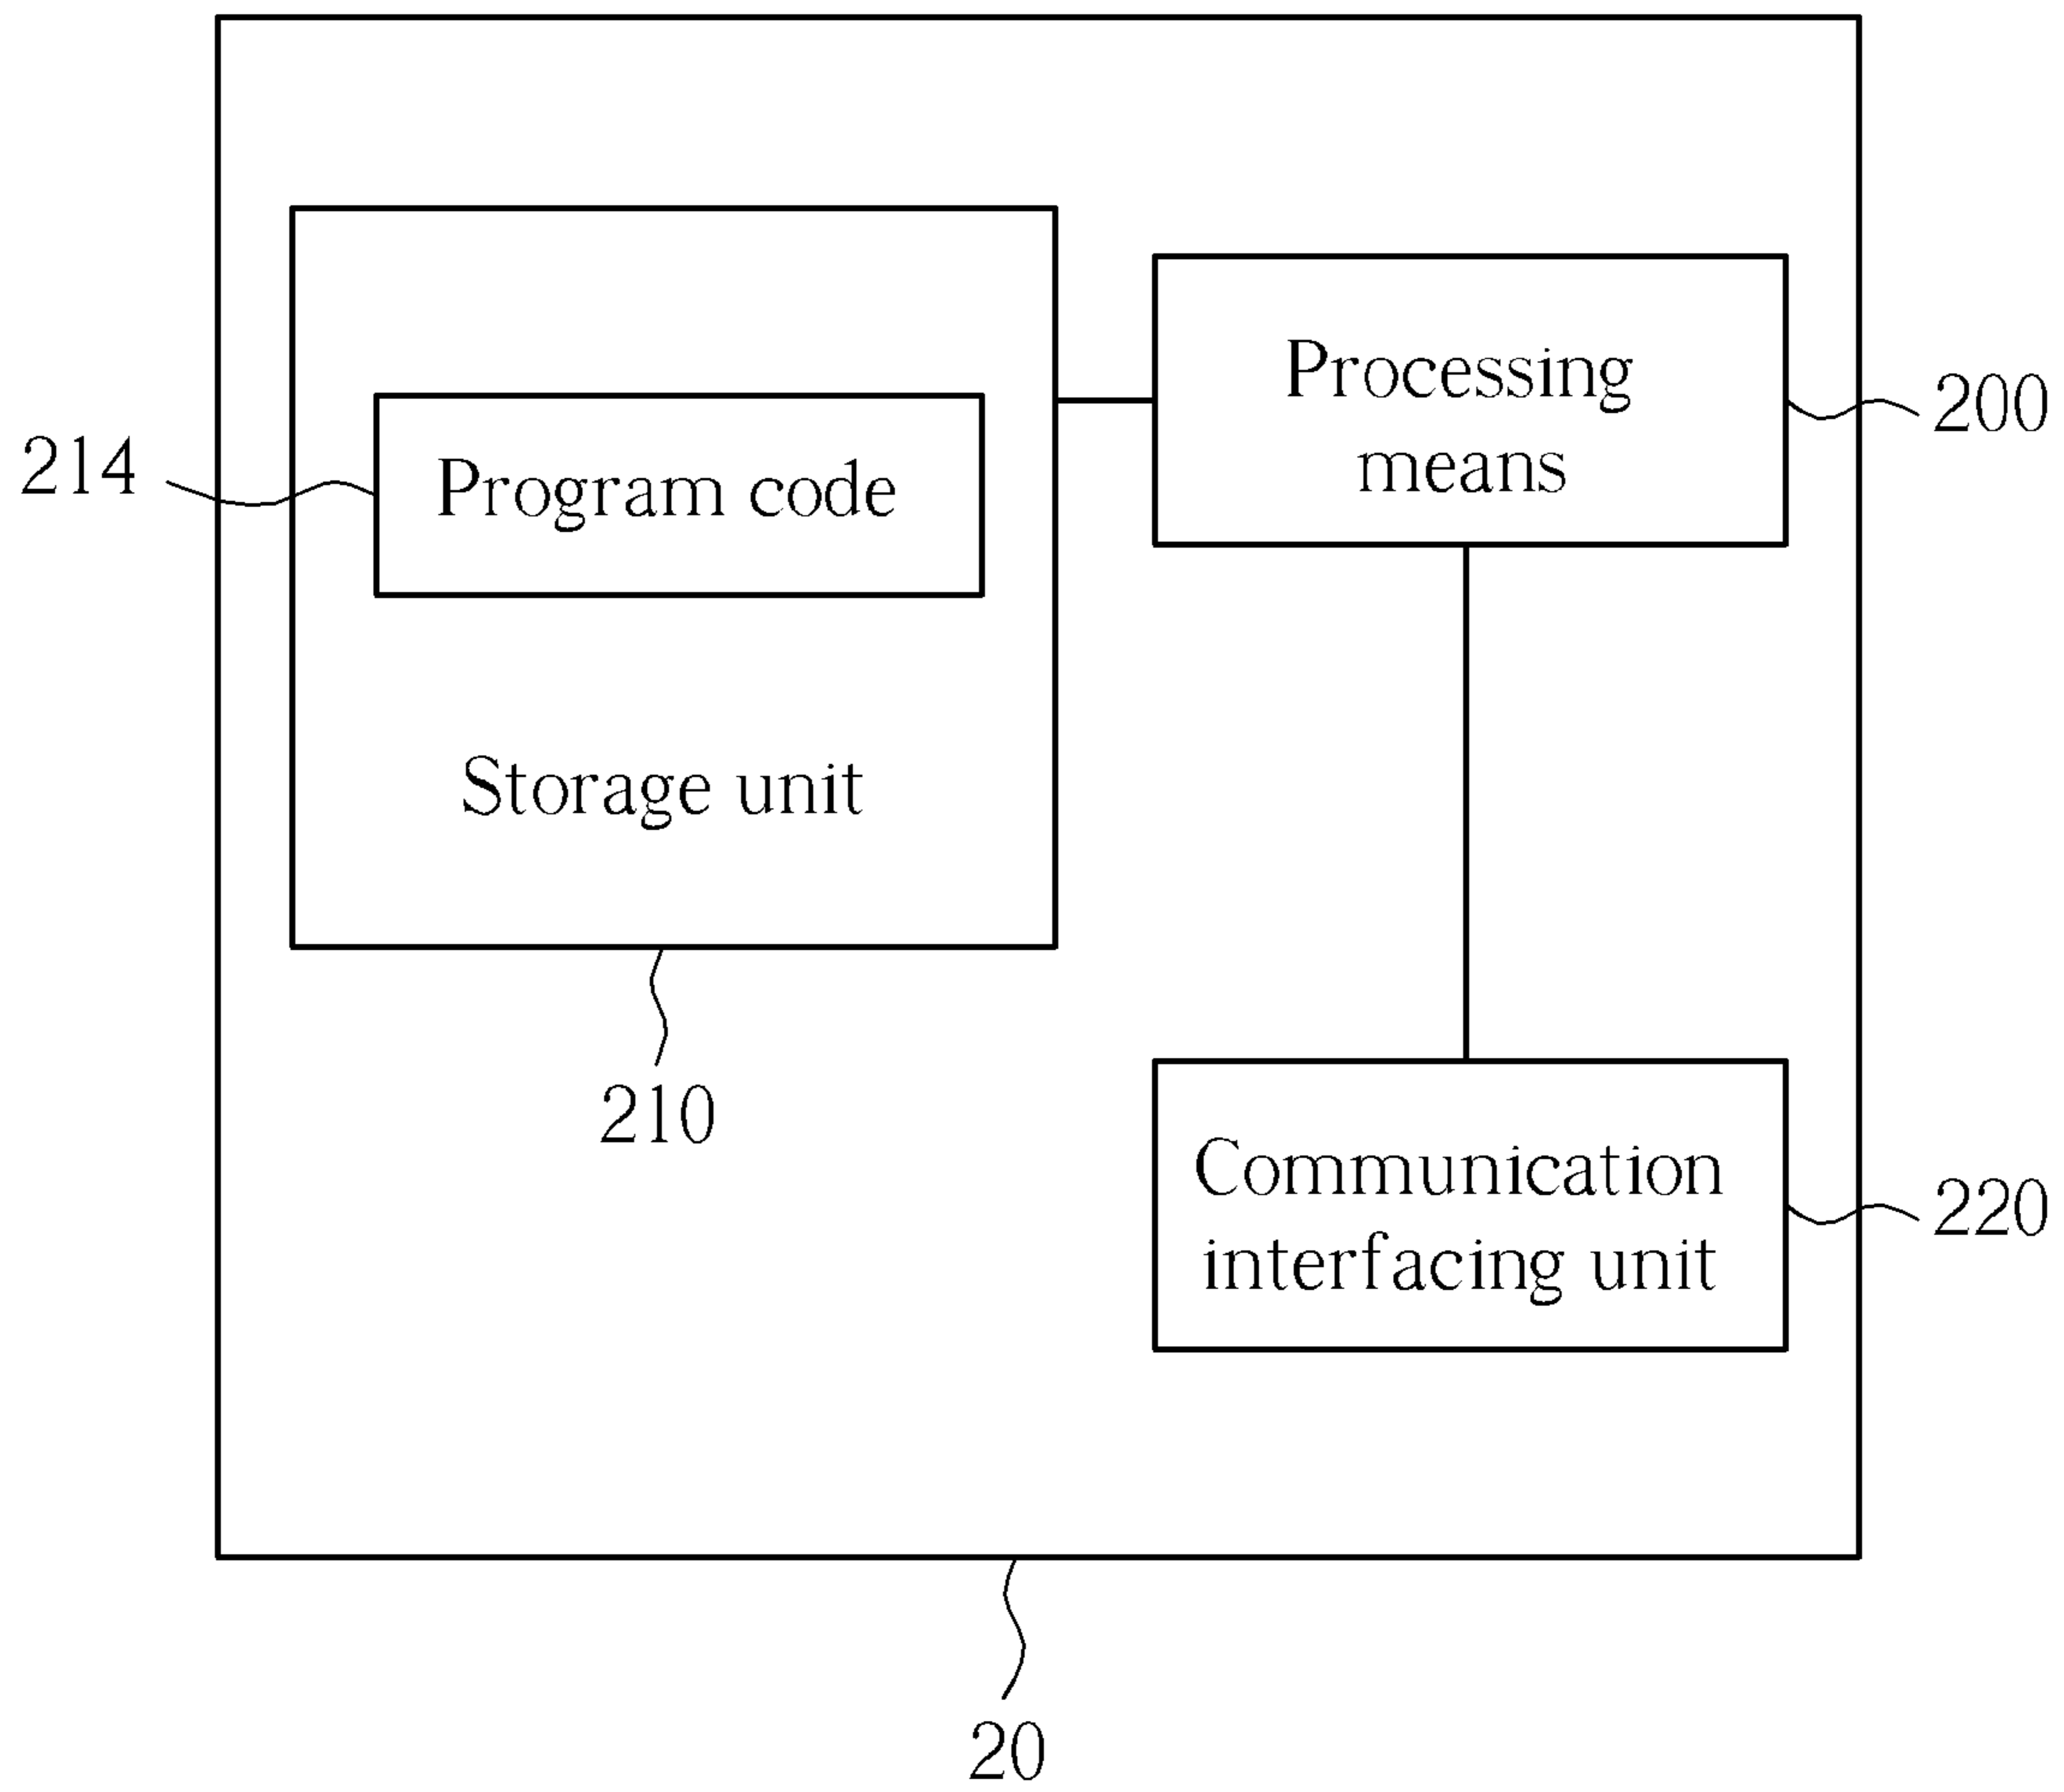 Processing
means
200
214
Program code
Storage unit
210
Communication
interfacing unit
220
20